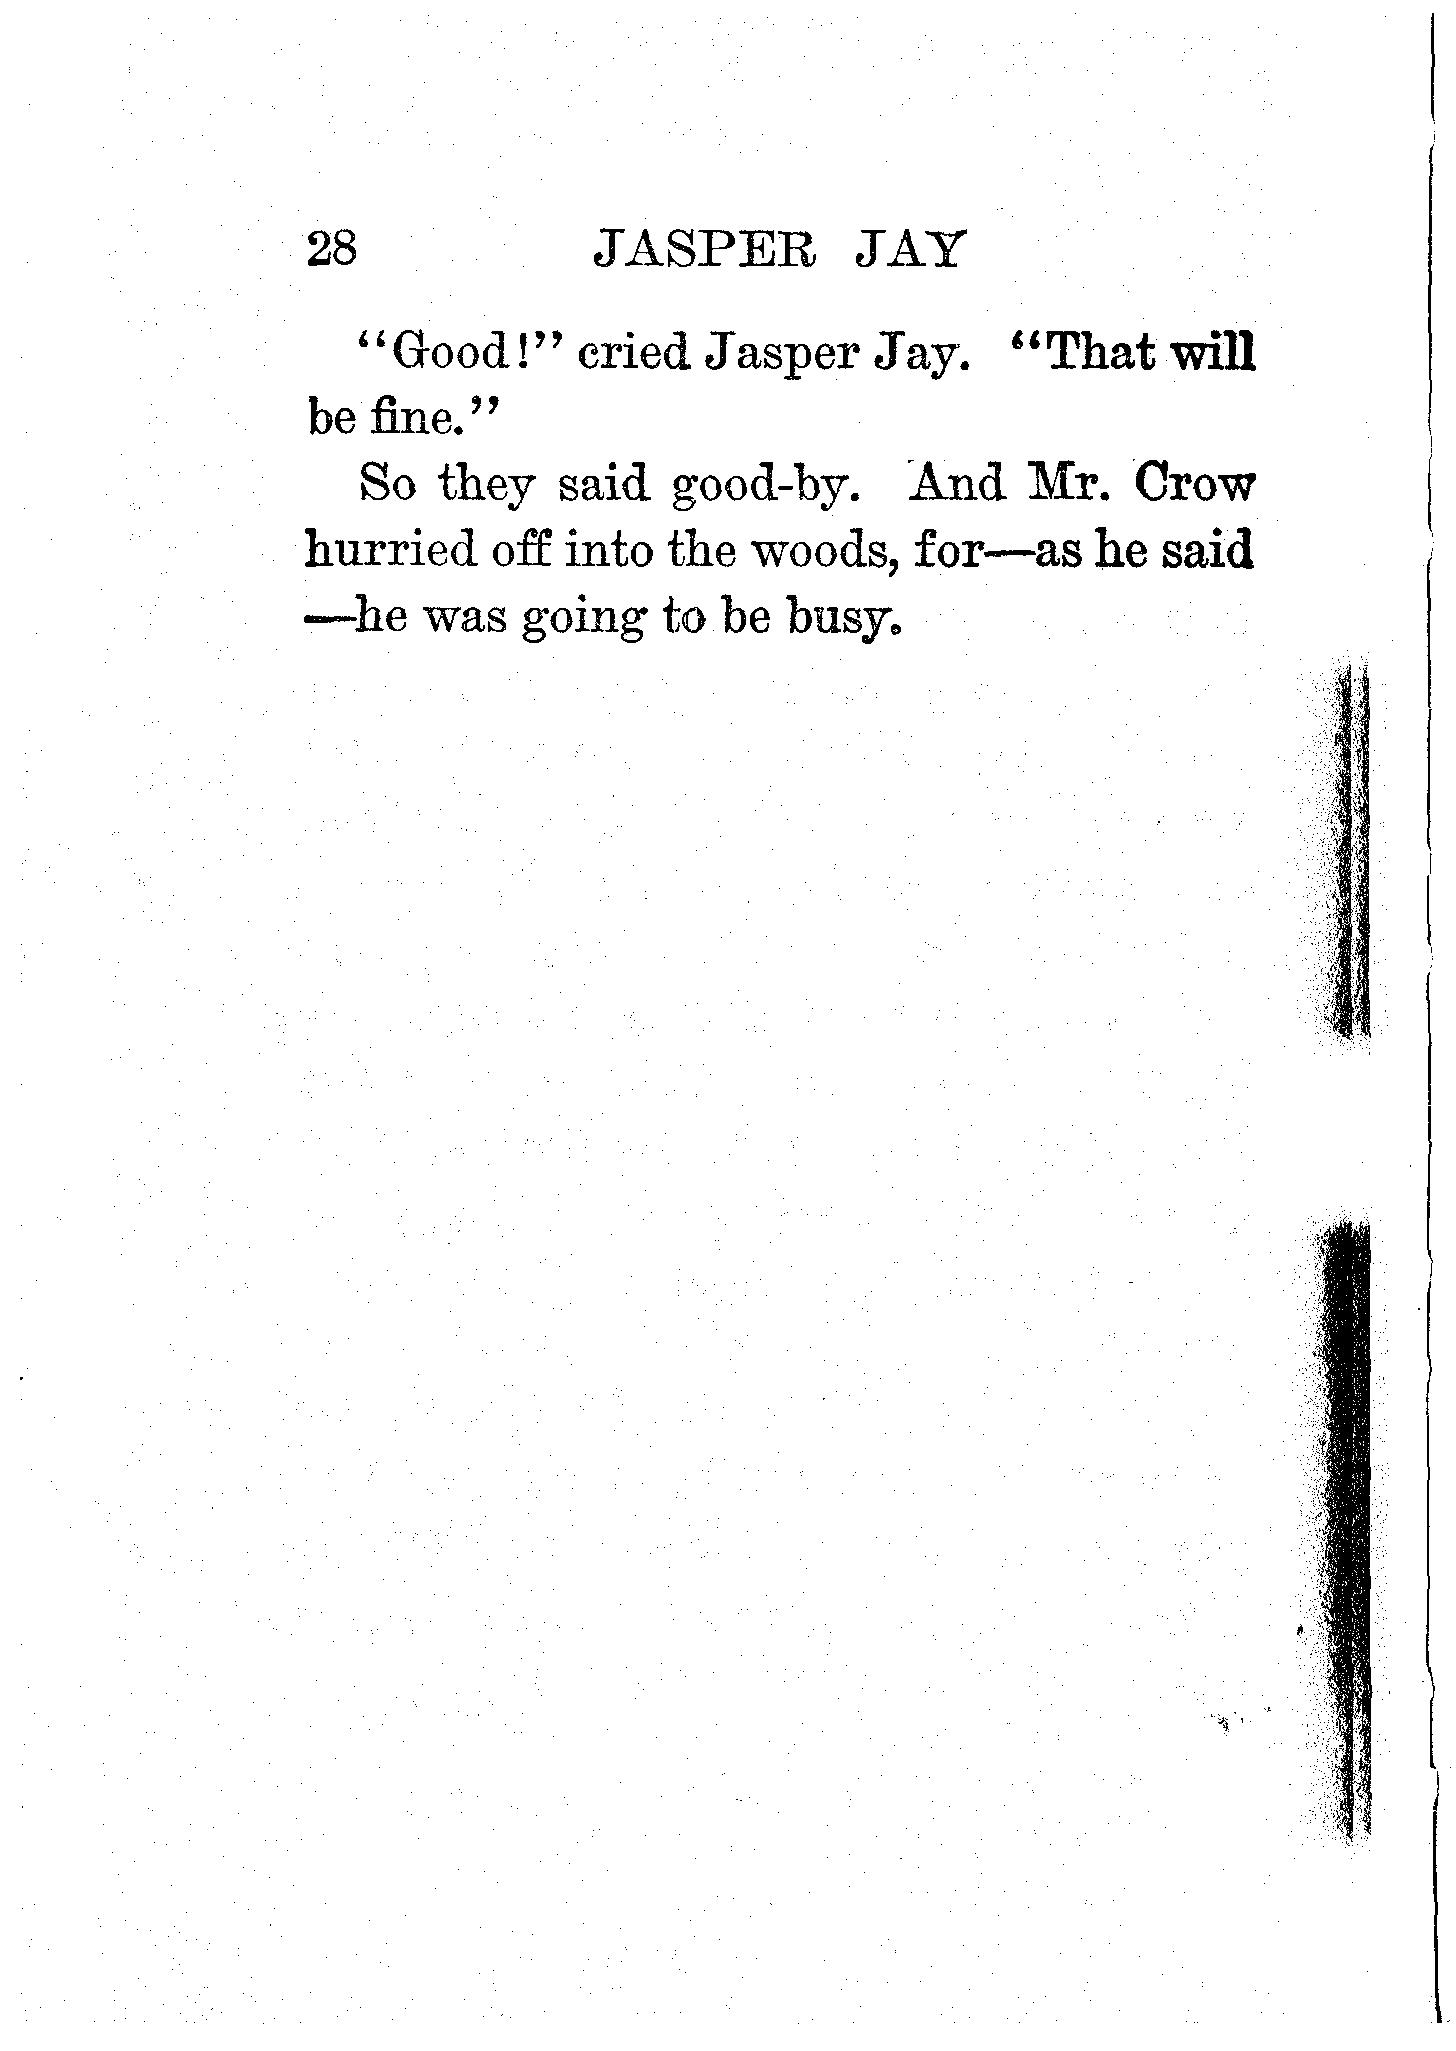 28 JASPER JAY
“Good!” cried Jasper Jay. “That will
be fine.”
So they said good-by. And Mr. Crow
hurried off into the woods, for—as he said
—he was going to be busy.